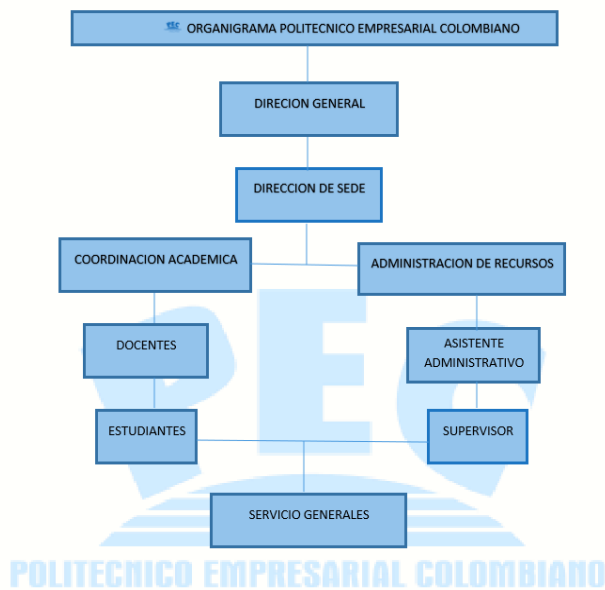 ORGANIGRAMA POLITECNICO EMPRESARIAL COLOMBIANO
DIRECION GENERAL
DIRECCION DE SEDE
COORDINACION ACADEMICA
ADMINISTRACION DE RECURSOS
DOCENTES
ASISTENTE
ADMINISTRATIVO
ESTUDIANTES
SUPERVISOR
SERVICIO GENERALES
PEC
POLITECNICO EMPRESARIAL COLOMBIANO